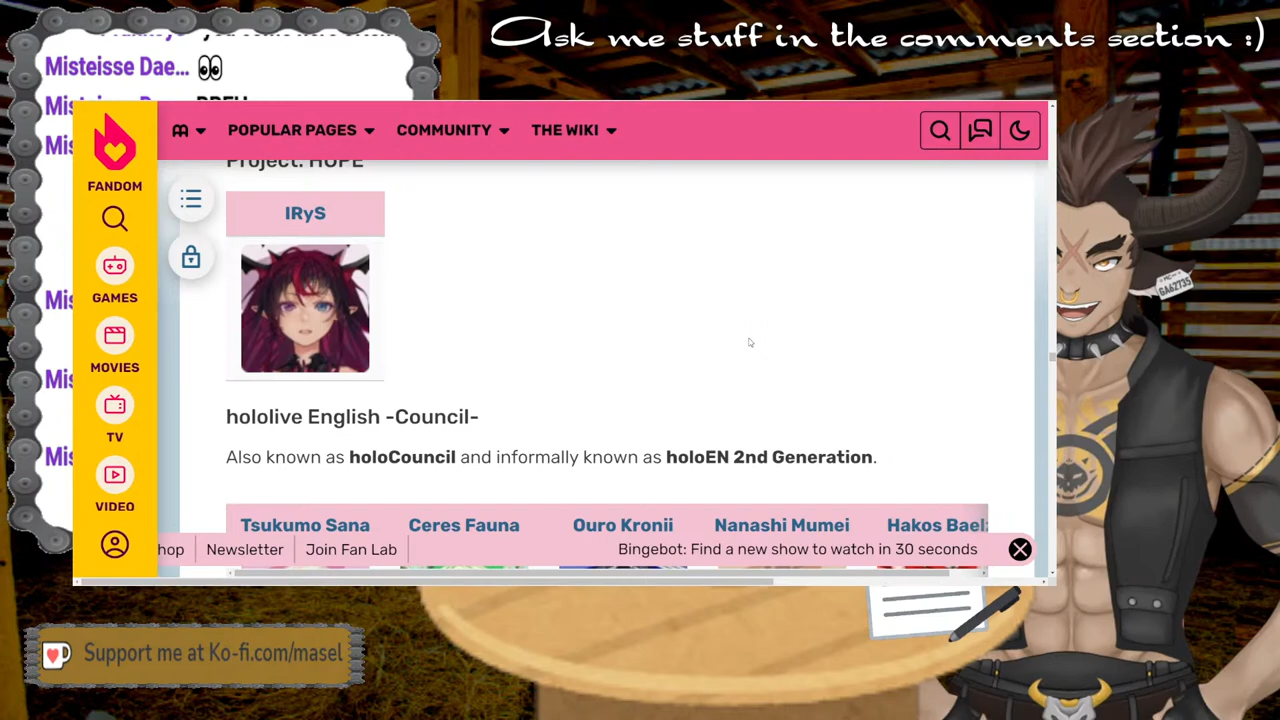 Ask me stuff in the comments section :)
Misteisse Dae... 👀
POPULAR PAGES
COMMUNITY
THE WIKI
FANDOM
GAMES
MOVIES
TV
VIDEO
Project: HOPE
IRyS
hololive English -Council-
Also known as holoCouncil and informally known as holoEN 2nd Generation.
Tsukumo Sana Ceres Fauna Ouro Kronii Nanashi Mumei Hakos Bael
hop Newsletter Join Fan Lab Bingebot: Find a new show to watch in 30 seconds
Support me at Ko-fi.com/masel
GA62735